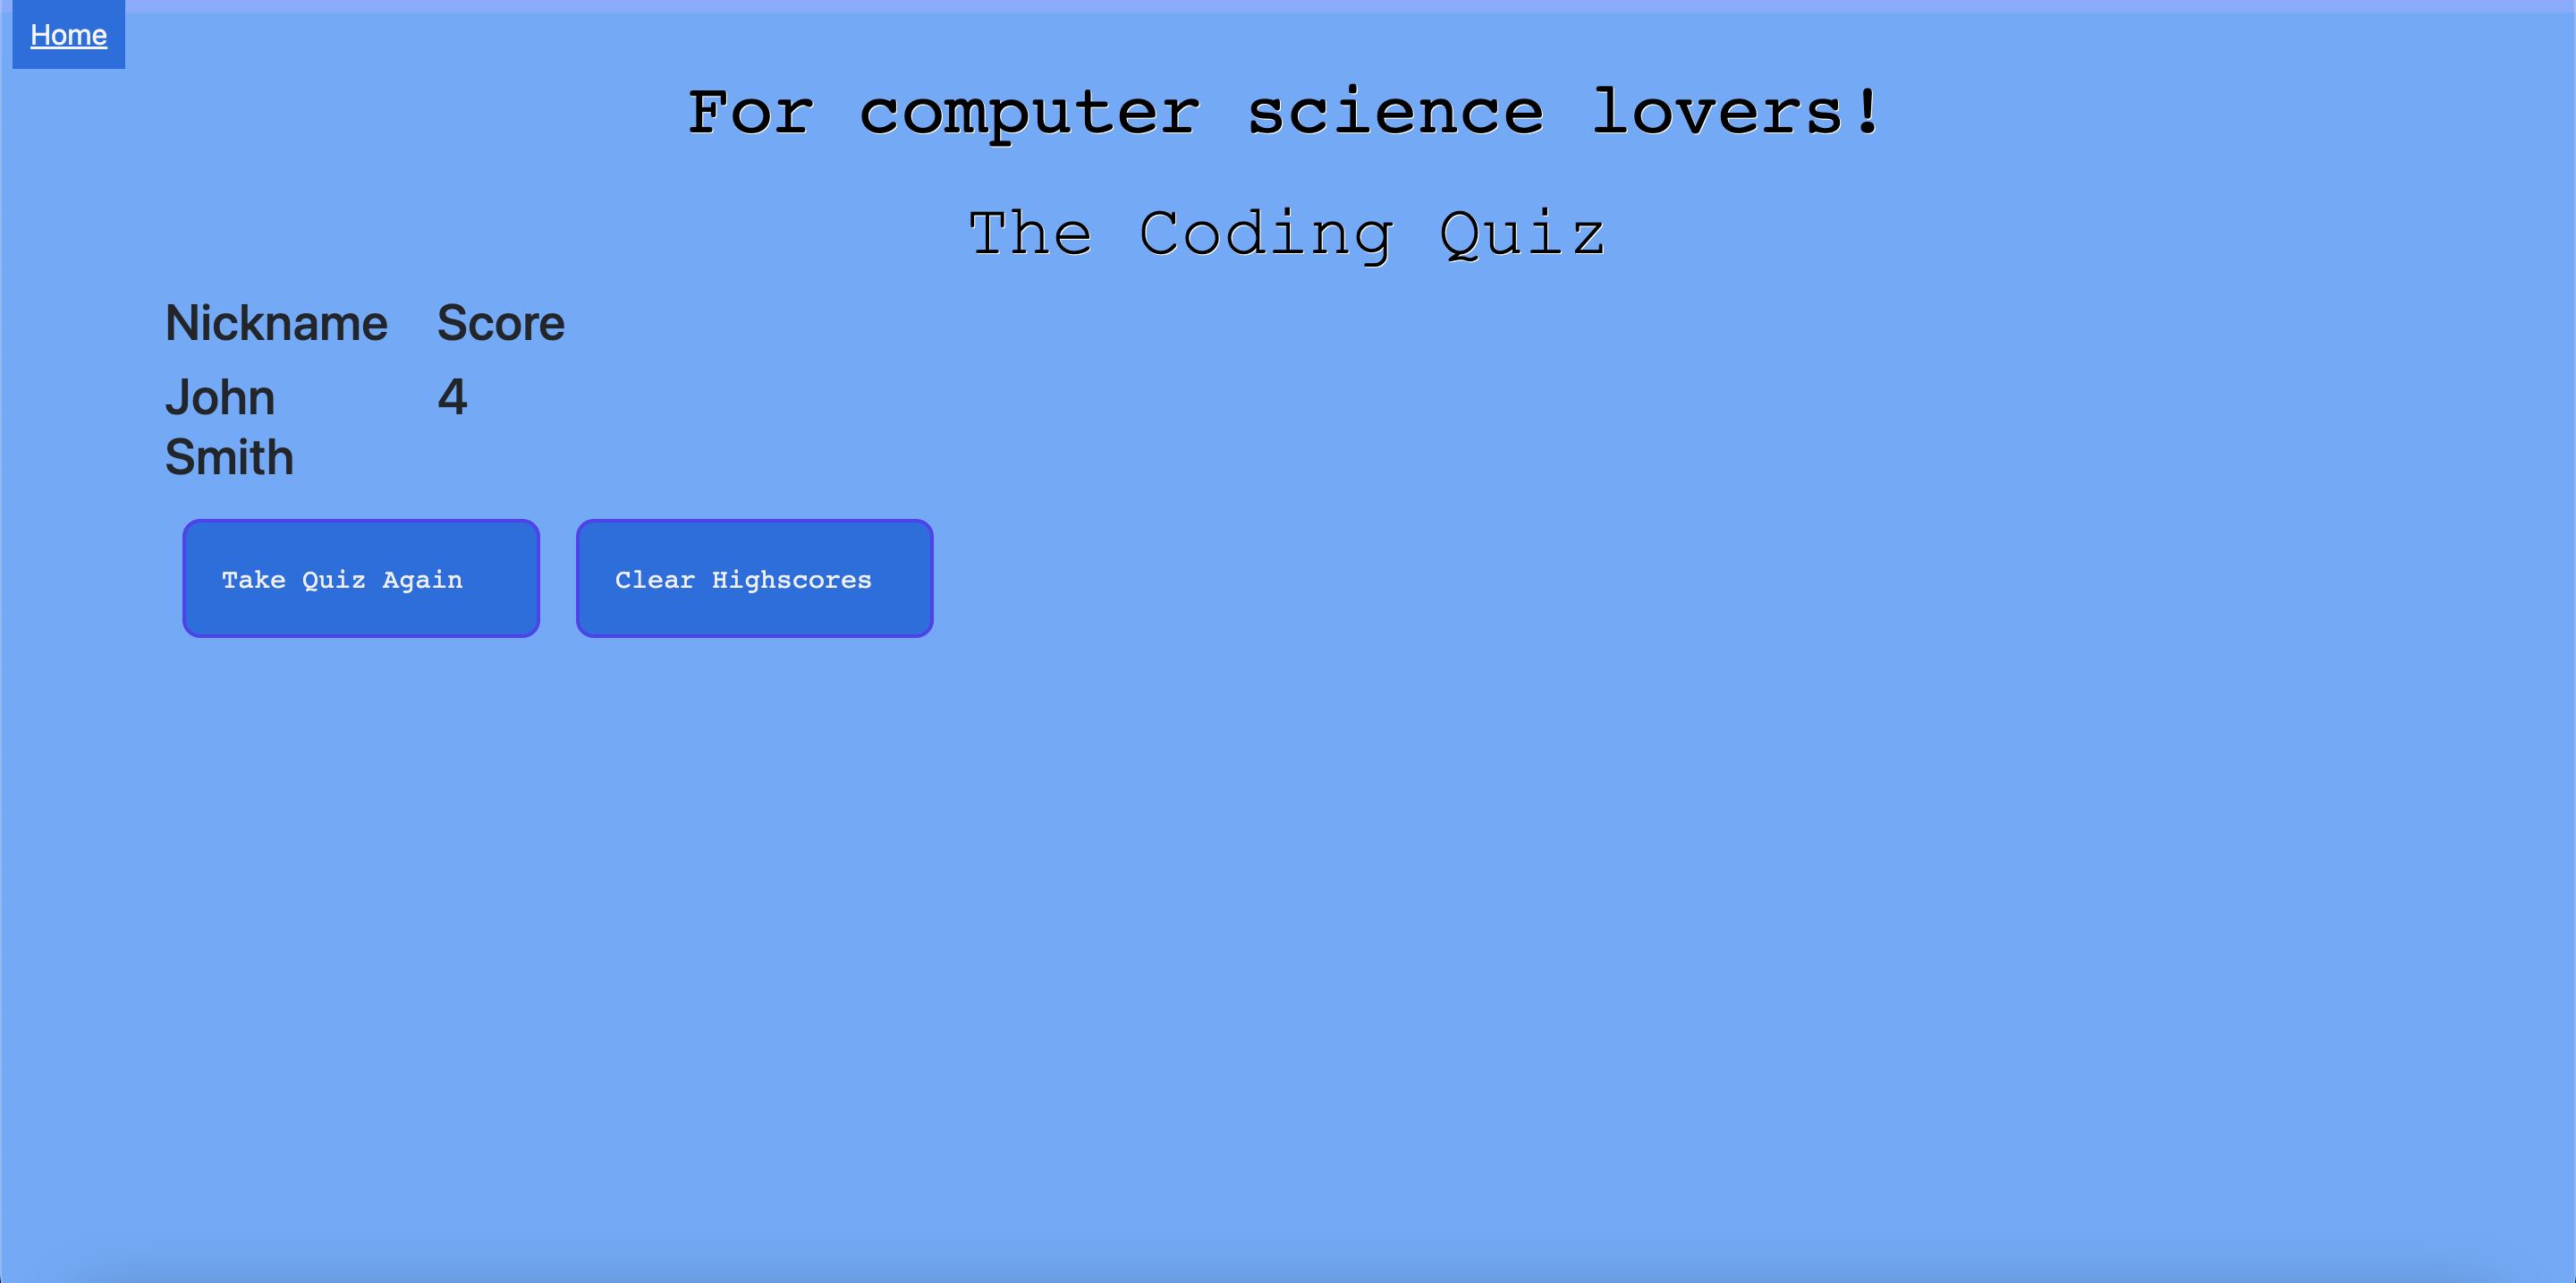 Home
For computer science lovers!
The Coding Quiz
Nickname Score
John 4
Smith
Take Quiz Again Clear Highscores